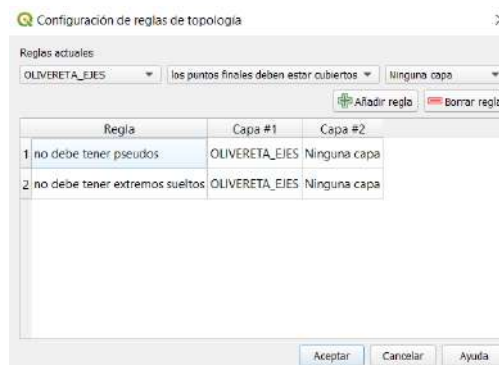 Configuración de reglas de topología
Reglas actuales
OLIVERETA_EJES los puntos finales deben estar cubiertos Ninguna capa
Añadir regla Borrar regla
Regla Capa #1 Capa #2
1 no debe tener pseudos OLIVERETA_EJES Ninguna capa
2 no debe tener extremos sueltos OLIVERETA_EJES Ninguna capa
Aceptar Cancelar Ayuda